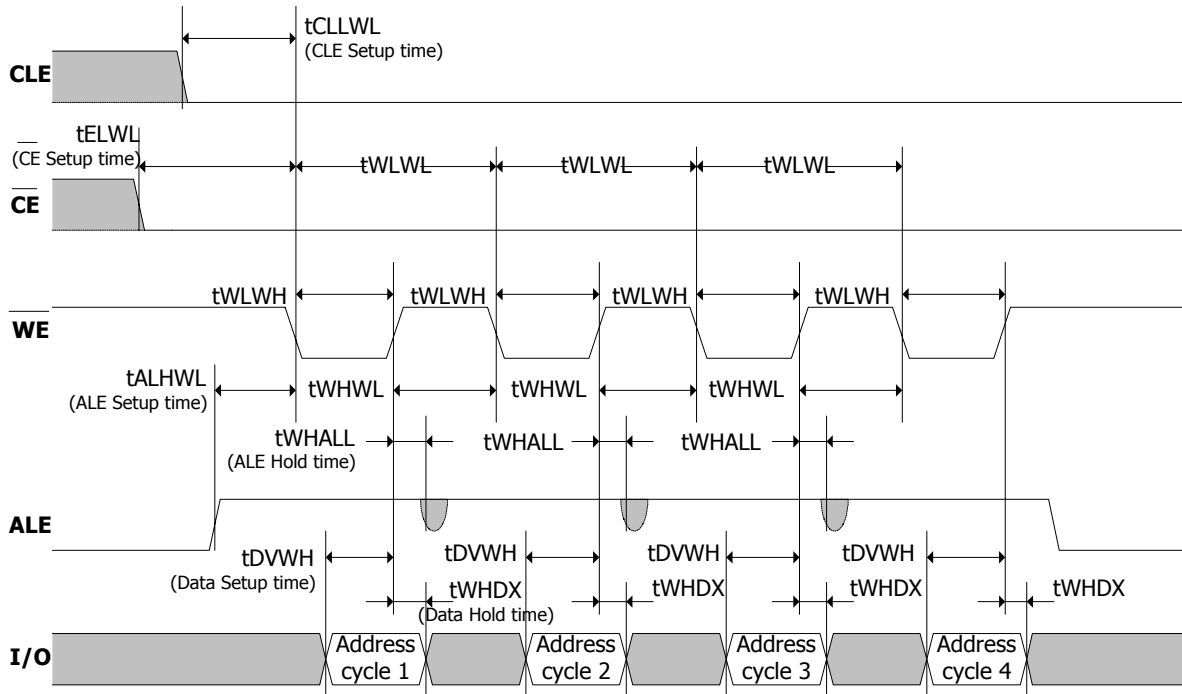 tCLLWL
(CLE Setup time)
CLE
tELWL
(CE Setup time)
tWLWL
tWLWL
tWLWL
CE
tWLWH
tWLWH
tWLWH
tWLWH
WE
tALHWL
(ALE Setup time)
tWHWL
tWHWL
tWHWL
tWHALL
(ALE Hold time)
tWHALL
tWHALL
ALE
tDVWH
(Data Setup time)
tDVWH
tDVWH
tDVWH
tWHDX
(Data Hold time)
tWHDX
tWHDX
tWHDX
I/O
Address
cycle 1
Address
cycle 2
Address
cycle 3
Address
cycle 4